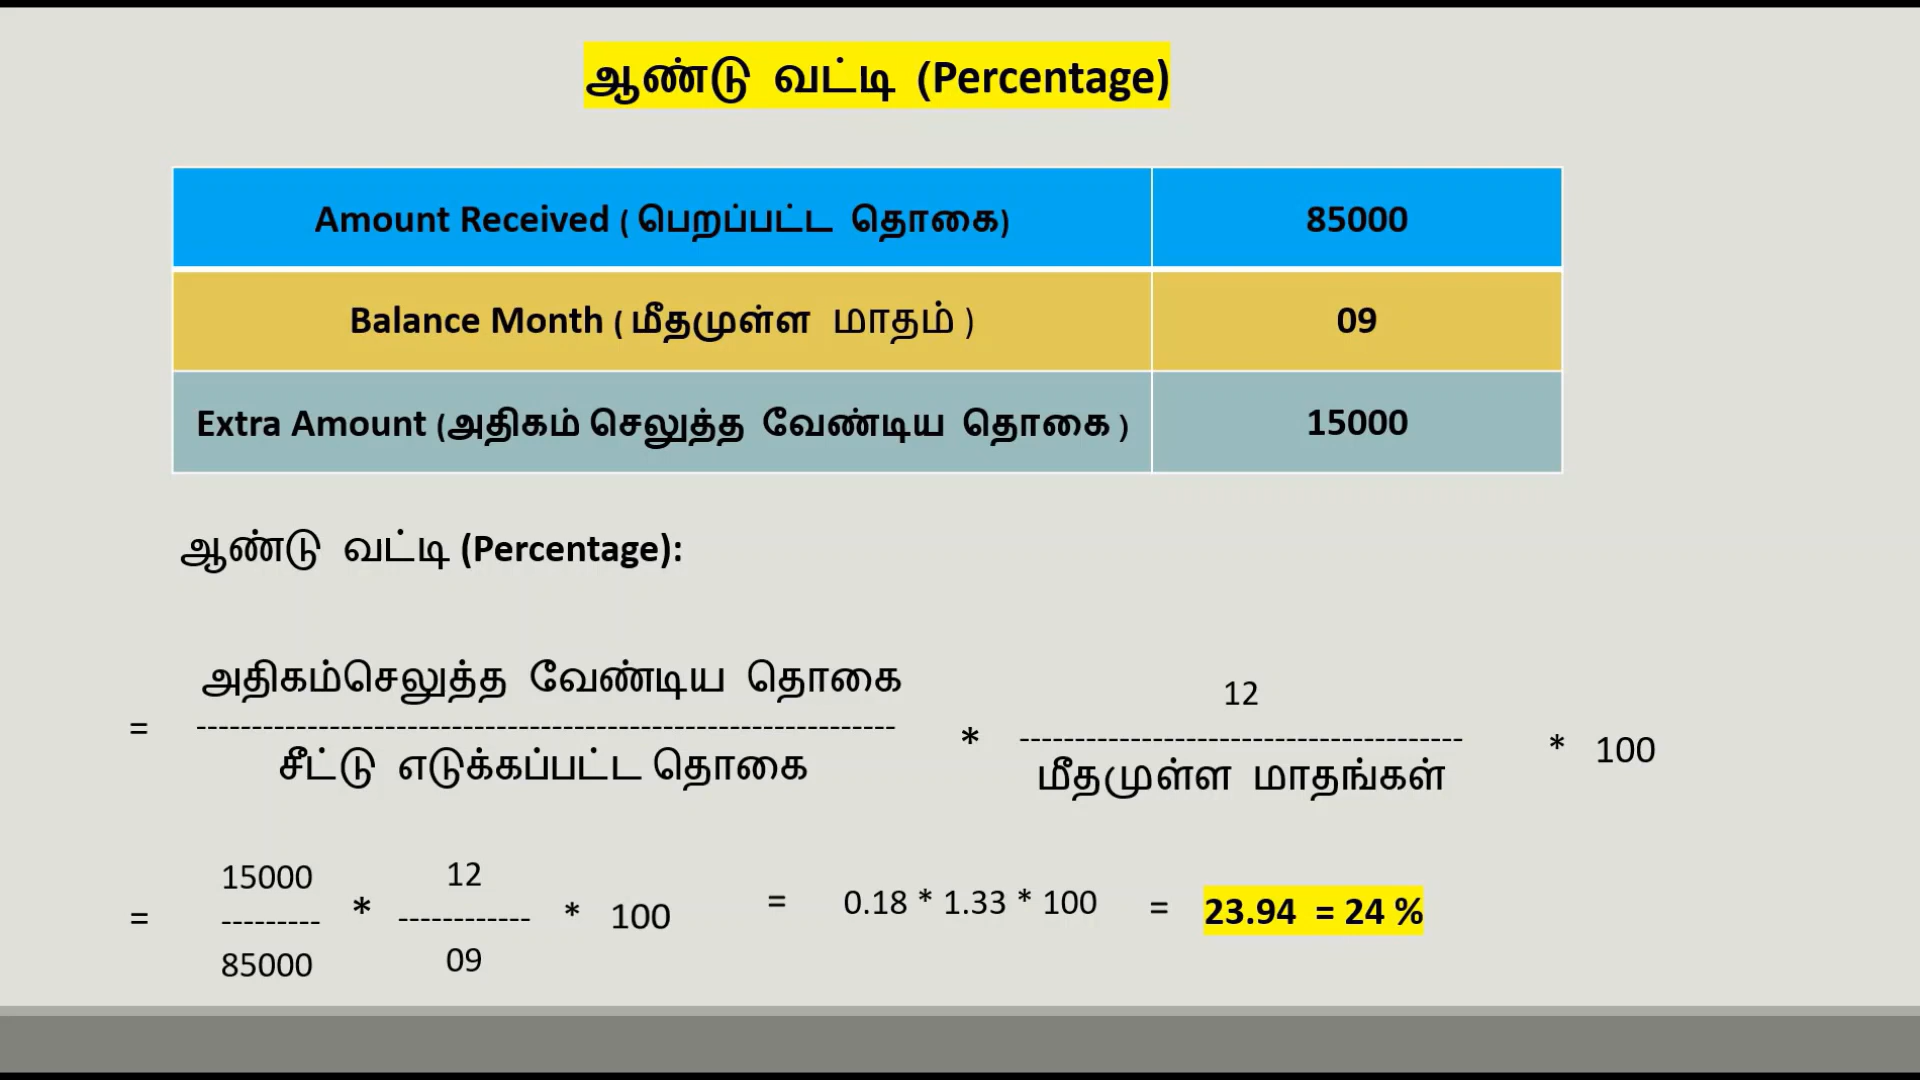 ஆண்டு வட்டி (Percentage)
Amount Received ( பெறப்பட்ட தொகை) 85000
Balance Month ( மீதமுள்ள மாதம் ) 09
Extra Amount (அதிகம் செலுத்த வேண்டிய தொகை ) 15000
ஆண்டு வட்டி (Percentage):
அதிகம்செலுத்த வேண்டிய தொகை 12
= ---------------------------------------------------------------- * ---------------------------------------- * 100
சீட்டு எடுக்கப்பட்ட தொகை மீதமுள்ள மாதங்கள்
15000 12
= --------- * ------------ * 100 = 0.18 * 1.33 * 100 = 23.94 = 24 %
85000 09